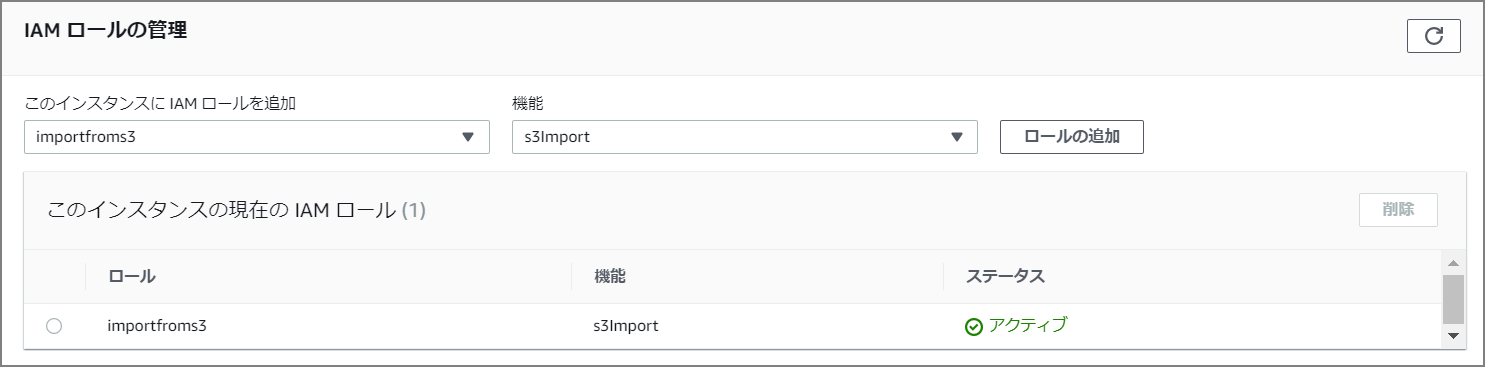 IAM ロールの管理
このインスタンスに IAM ロールを追加
機能
importfroms3
s3Import
ロールの追加
このインスタンスの現在の IAM ロール (1)
削除
ロール
機能
ステータス
importfroms3
s3Import
アクティブ